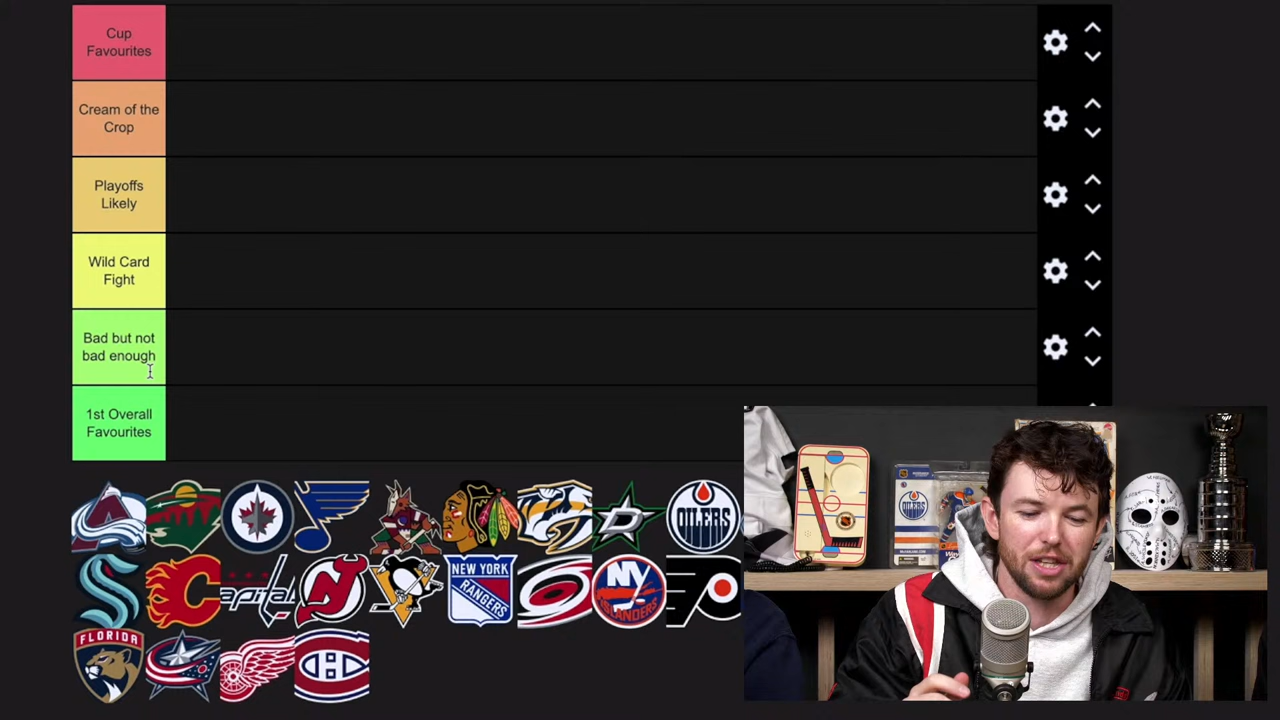 Cup
Favourites
Cream of the
Crop
Playoffs
Likely
Wild Card
Fight
Bad but not
bad enough
1st Overall
Favourites
OILERS
Capitals
NEW YORK
RANGERS
NY
ISLANDERS
FLORIDA
OILERS